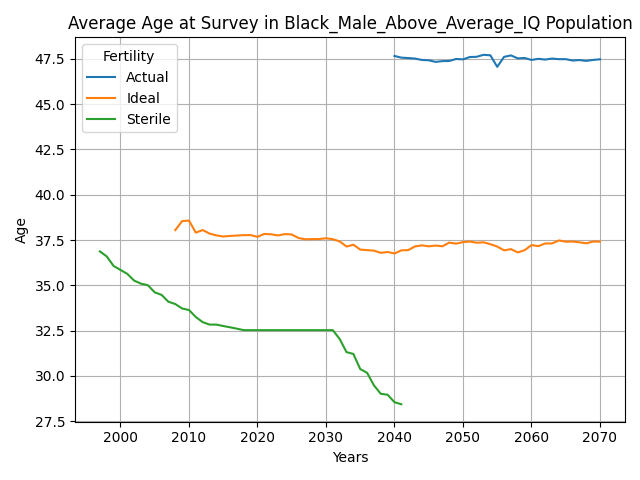 Average Age at Survey in Black_Male_Above_Average_IQ Population
Fertility
Actual
Ideal
Sterile
47.5
45.0
42.5
40.0
37.5
35.0
32.5
30.0
27.5
Age
2000
2010
2020
2030
2040
2050
2060
2070
Years